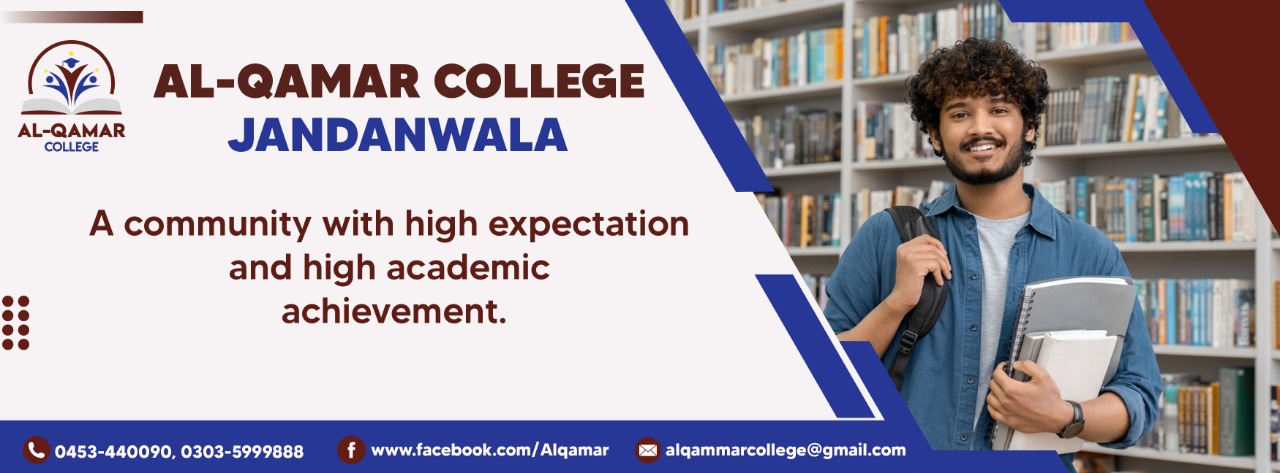 AL-QAMAR
COLLEGE
AL-QAMAR COLLEGE
JANDANWALA
A community with high expectation
and high academic
achievement.
0453-440090, 0303-5999888
www.facebook.com/Alqamar
alqammarcollege@gmail.com